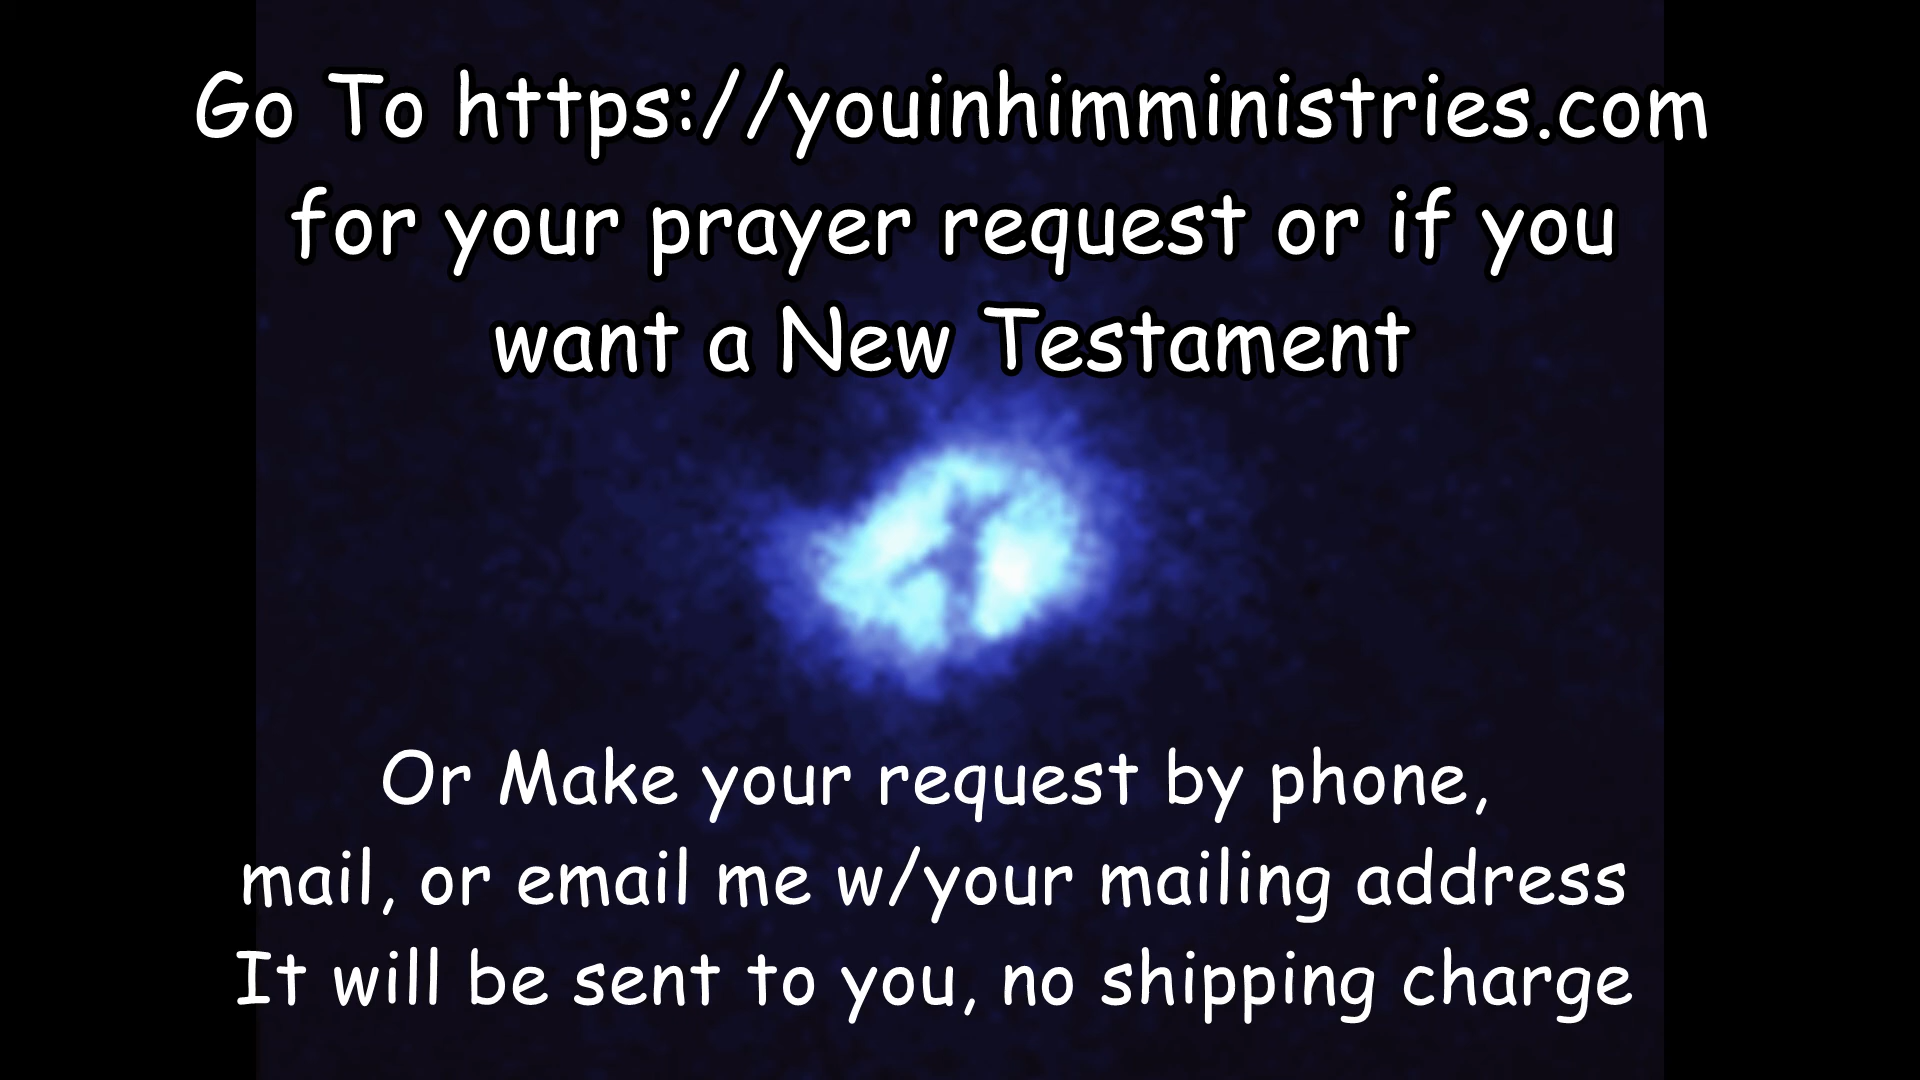 Go To https://youinhimministries.com
for your prayer request or if you
want a New Testament
Or Make your request by phone,
mail, or email me w/your mailing address
It will be sent to you, no shipping charge